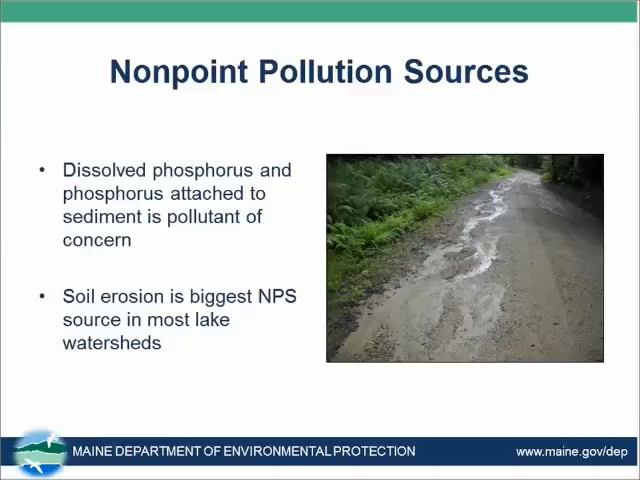 Nonpoint Pollution Sources
• Dissolved phosphorus and
phosphorus attached to
sediment is pollutant of
concern
• Soil erosion is biggest NPS
source in most lake
watersheds
MAINE DEPARTMENT OF ENVIRONMENTAL PROTECTION
www.maine.gov/dep